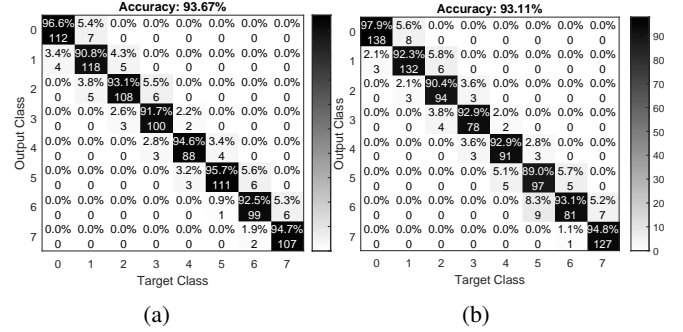 Accuracy: 93.67%
0 96.6% 5.4% 0.0% 0.0% 0.0% 0.0% 0.0% 0.0%
112 7 0 0 0 0 0 0
1 3.4% 90.8% 4.3% 0.0% 0.0% 0.0% 0.0% 0.0%
4 118 5 0 0 0 0 0
2 0.0% 3.8% 93.1% 5.5% 0.0% 0.0% 0.0% 0.0%
0 5 108 6 0 0 0 0
3 0.0% 0.0% 2.6% 91.7% 2.2% 0.0% 0.0% 0.0%
0 0 3 100 2 0 0 0
4 0.0% 0.0% 0.0% 2.8% 94.6% 3.4% 0.0% 0.0%
0 0 0 3 88 4 0 0
5 0.0% 0.0% 0.0% 0.0% 3.2% 95.7% 5.6% 0.0%
0 0 0 0 3 111 6 0
6 0.0% 0.0% 0.0% 0.0% 0.0% 0.9% 92.5% 5.3%
0 0 0 0 0 1 99 6
7 0.0% 0.0% 0.0% 0.0% 0.0% 0.0% 1.9% 94.7%
0 0 0 0 0 0 2 107
0 1 2 3 4 5 6 7
Output Class
Target Class
(a)
Accuracy: 93.11%
0 97.9% 5.6% 0.0% 0.0% 0.0% 0.0% 0.0% 0.0%
138 8 0 0 0 0 0 0
1 2.1% 92.3% 5.8% 0.0% 0.0% 0.0% 0.0% 0.0%
3 132 6 0 0 0 0 0
2 0.0% 2.1% 90.4% 3.6% 0.0% 0.0% 0.0% 0.0%
0 3 94 3 0 0 0 0
3 0.0% 0.0% 3.8% 92.9% 2.0% 0.0% 0.0% 0.0%
0 0 4 78 2 0 0 0
4 0.0% 0.0% 0.0% 3.6% 92.9% 2.8% 0.0% 0.0%
0 0 0 3 91 3 0 0
5 0.0% 0.0% 0.0% 0.0% 5.1% 89.0% 5.7% 0.0%
0 0 0 0 5 97 5 0
6 0.0% 0.0% 0.0% 0.0% 0.0% 8.3% 93.1% 5.2%
0 0 0 0 0 9 81 7
7 0.0% 0.0% 0.0% 0.0% 0.0% 0.0% 1.1% 94.8%
0 0 0 0 0 0 1 127
0 1 2 3 4 5 6 7
Output Class
Target Class
90
80
70
60
50
40
30
20
10
0
(b)